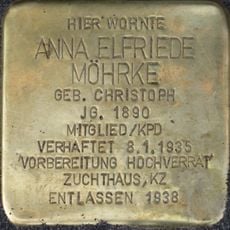 HIER WOHNTE
ANNA ELFRIEDE
MÖHRKE
GEB. CHRISTOPH
JG. 1890
MITGLIED/KPD
VERHAFTET 8.1.1935
'VORBEREITUNG HOCHVERRAT'
ZUCHTHAUS, KZ
ENTLASSEN 1938